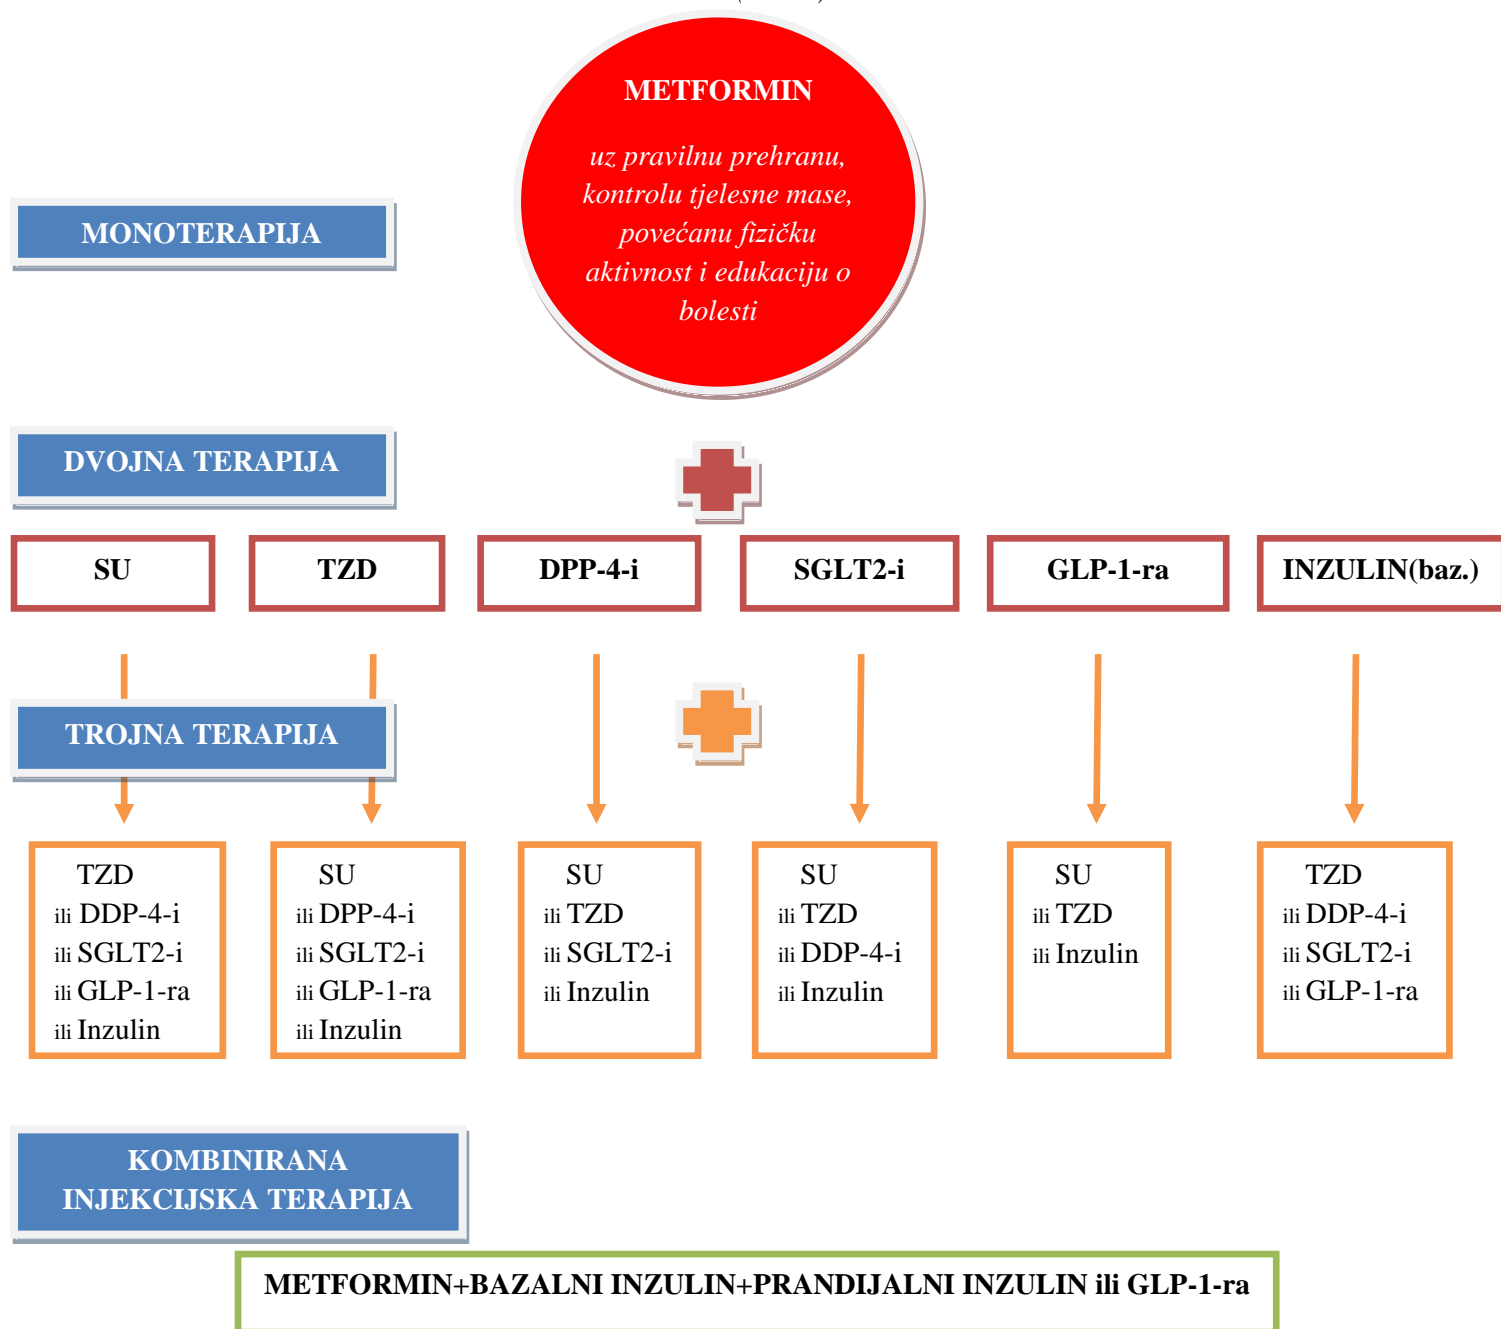 METFORMIN
uz pravilnu prehranu,
kontrolu tjelesne mase,
povećanu fizičku
aktivnost i edukaciju o
bolesti
MONOTERAPIJA
DVOJNA TERAPIJA
SU
TZD
DPP-4-i
SGLT2-i
GLP-1-ra
INZULIN(baz.)
TROJNA TERAPIJA
TZD
ili DDP-4-i
ili SGLT2-i
ili GLP-1-ra
ili Inzulin
SU
ili DPP-4-i
ili SGLT2-i
ili GLP-1-ra
ili Inzulin
SU
ili TZD
ili SGLT2-i
ili Inzulin
SU
ili TZD
ili DDP-4-i
ili Inzulin
SU
ili TZD
ili Inzulin
TZD
ili DDP-4-i
ili SGLT2-i
ili GLP-1-ra
KOMBINIRANA
INJEKCIJSKA TERAPIJA
METFORMIN+BAZALNI INZULIN+PRANDIJALNI INZULIN ili GLP-1-ra